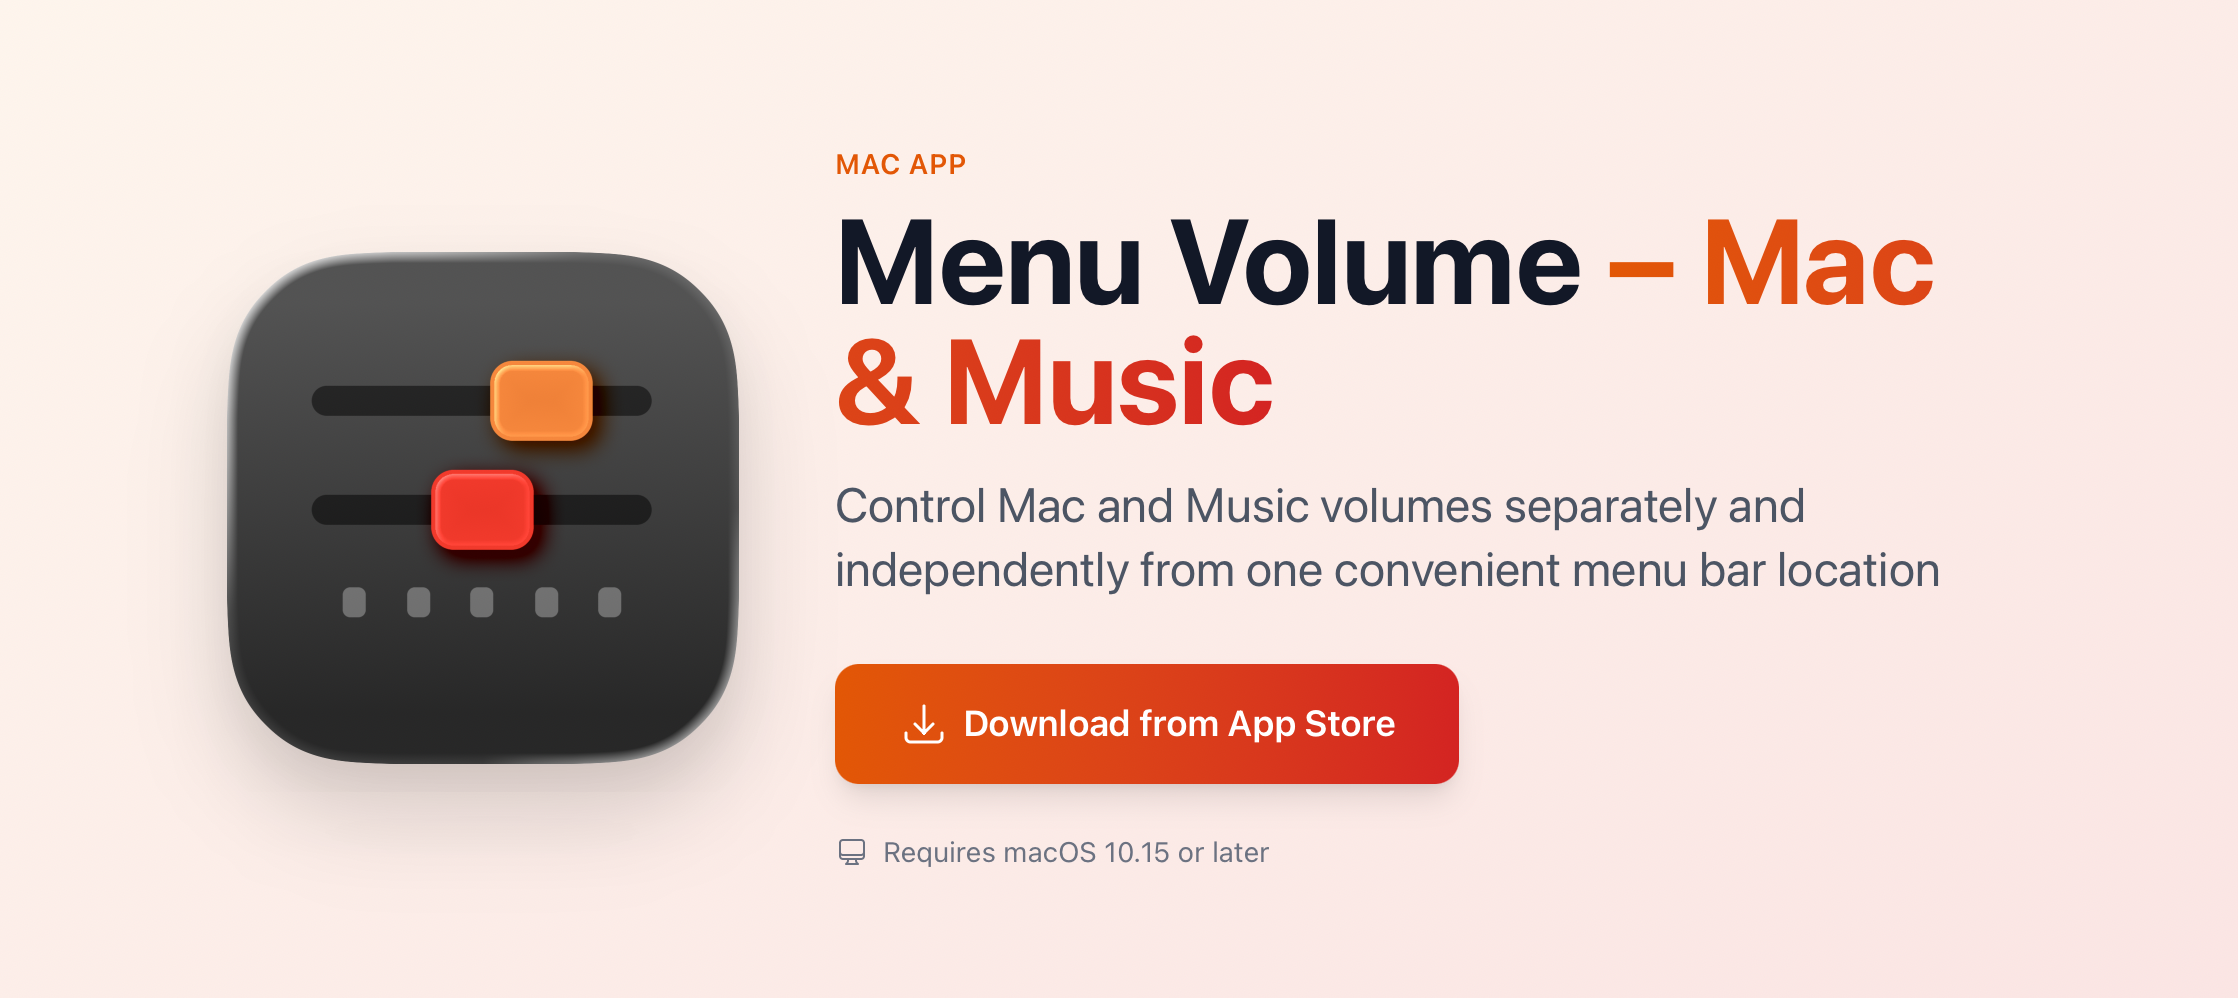 MAC APP
Menu Volume – Mac
& Music
Control Mac and Music volumes separately and
independently from one convenient menu bar location
Download from App Store
Requires macOS 10.15 or later